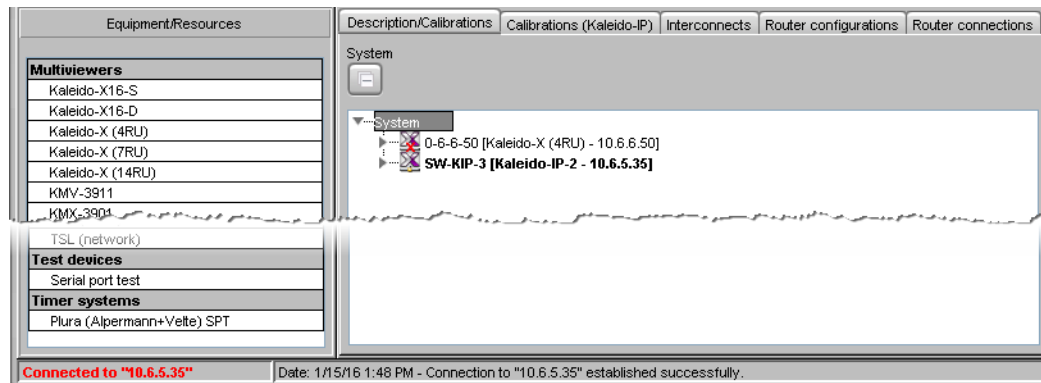 Equipment/Resources
Multiviewers
Kaleido-X16-S
Kaleido-X16-D
Kaleido-X (4RU)
Kaleido-X (7RU)
Kaleido-X (14RU)
KMV-3911
KMX-3901
TSL (network)
Test devices
Serial port test
Timer systems
Plura (Alpermann+Velte) SPT
Description/Calibrations Calibrations (Kaleido-IP) Interconnects Router configurations Router connections
System
System
0-6-6-50 [Kaleido-X (4RU) - 10.6.6.50]
SW-KIP-3 [Kaleido-IP-2 - 10.6.5.35]
Connected to "10.6.5.35" Date: 1/15/16 1:48 PM - Connection to "10.6.5.35" established successfully.